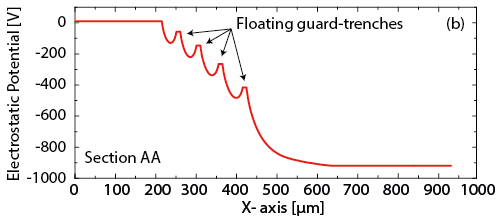 Floating guard-trenches
(b)
Electrostatic Potential [V]
0
-200
-400
-600
-800
-1000
Section AA
0 100 200 300 400 500 600 700 800 900 1000
X- axis [µm]